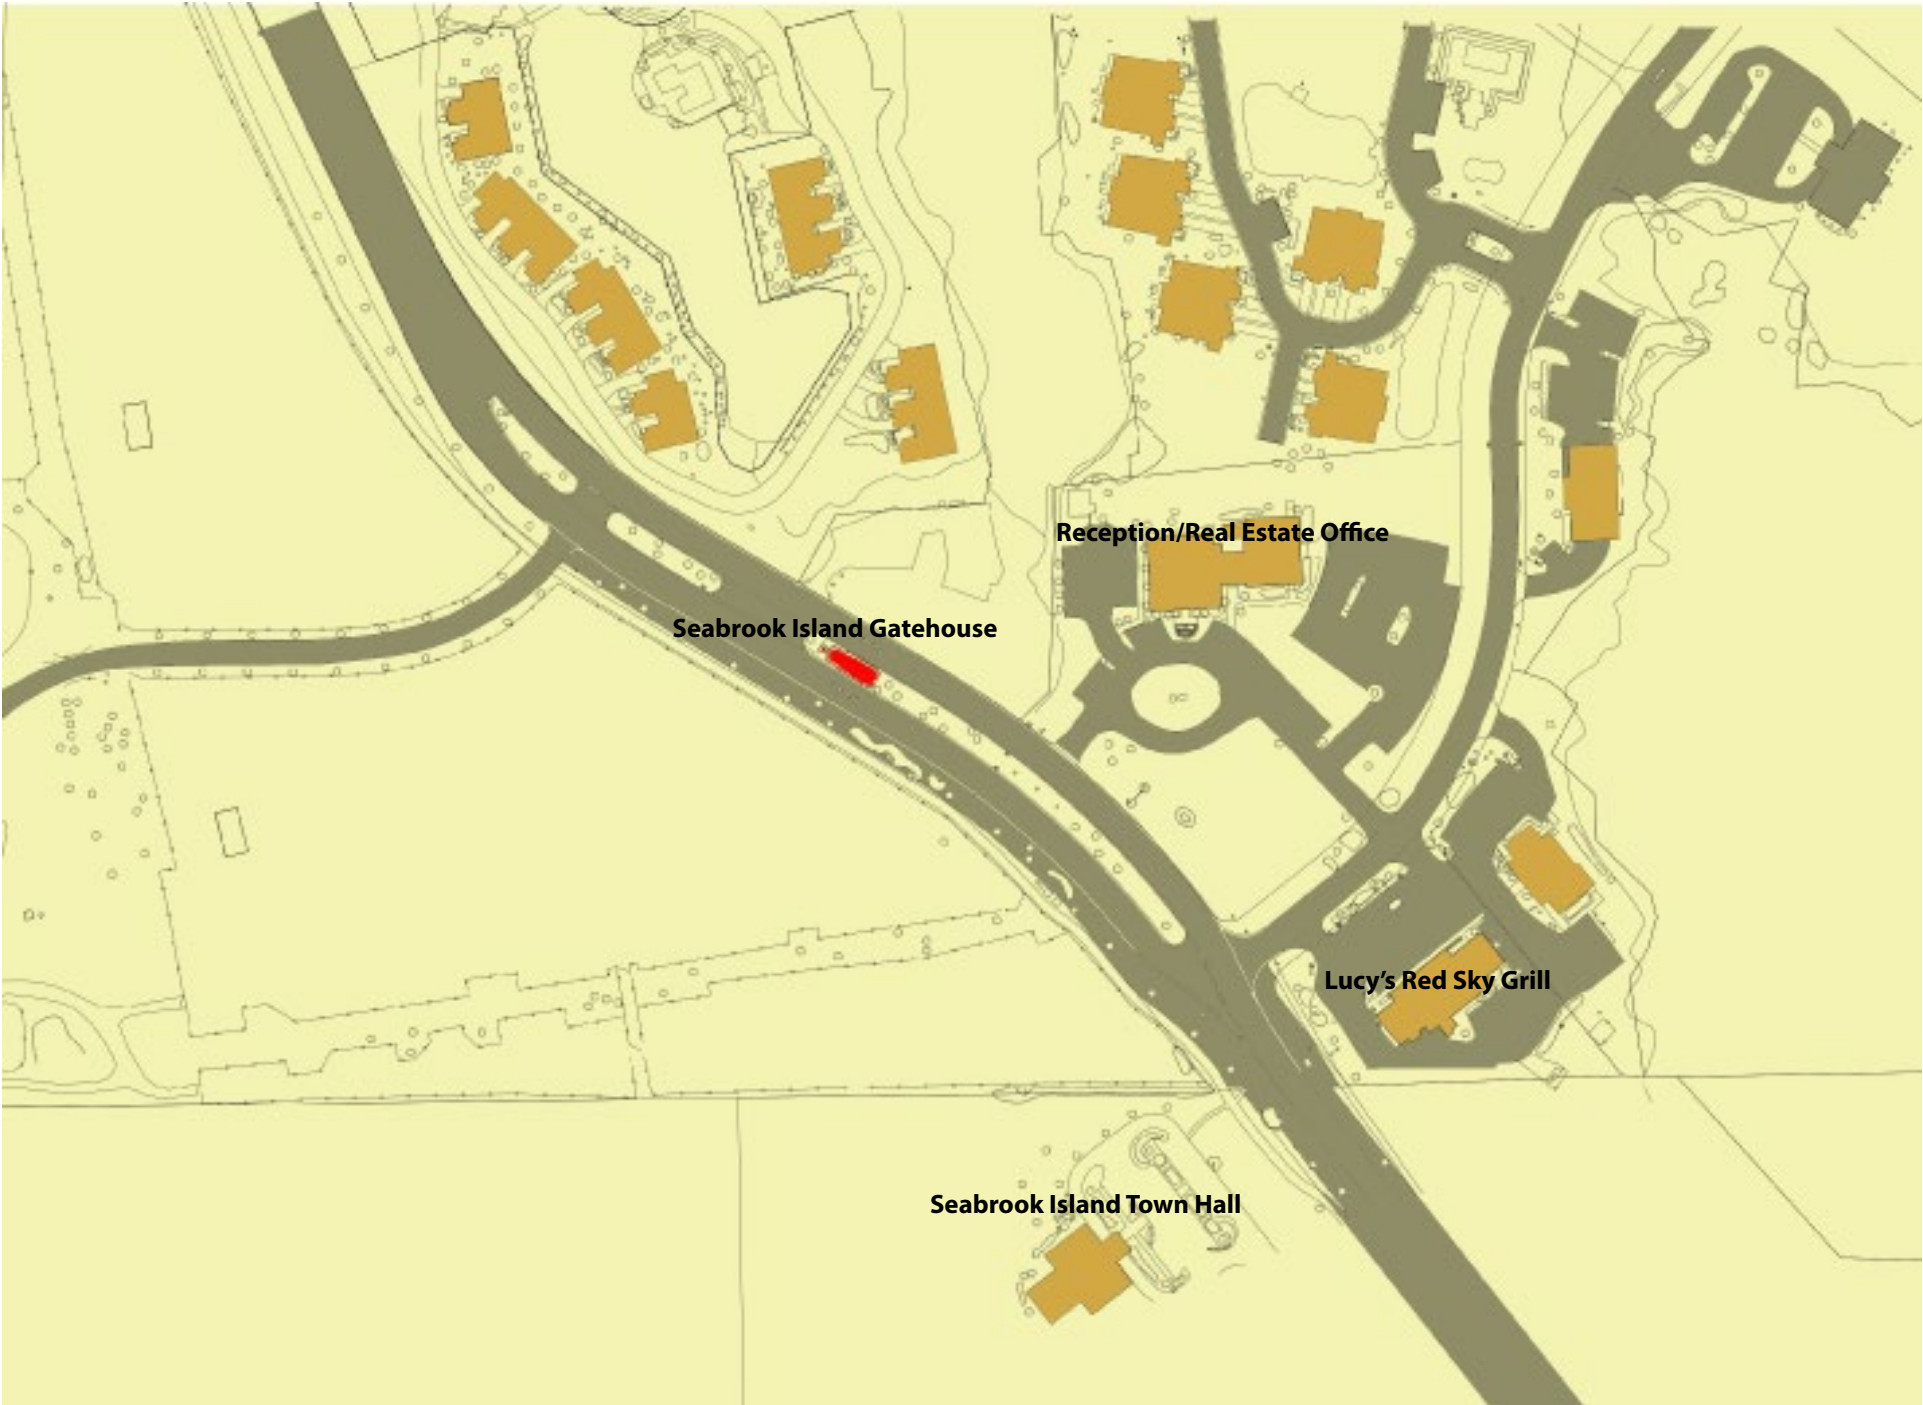 Reception/Real Estate Office
Seabrook Island Gatehouse
Lucy's Red Sky Grill
Seabrook Island Town Hall